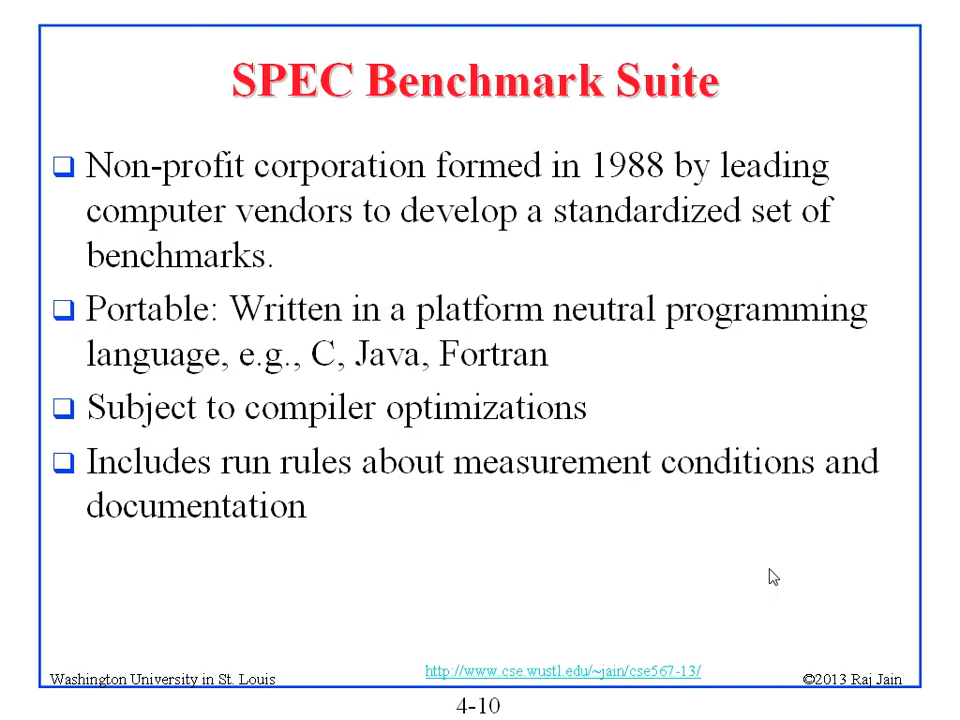 SPEC Benchmark Suite
Non-profit corporation formed in 1988 by leading
computer vendors to develop a standardized set of
benchmarks.
Portable: Written in a platform neutral programming
language, e.g., C, Java, Fortran
Subject to compiler optimizations
Includes run rules about measurement conditions and
documentation
Washington University in St. Louis
http://www.cse.wustl.edu/~jain/cse567-13/
©2013 Raj Jain
4-10